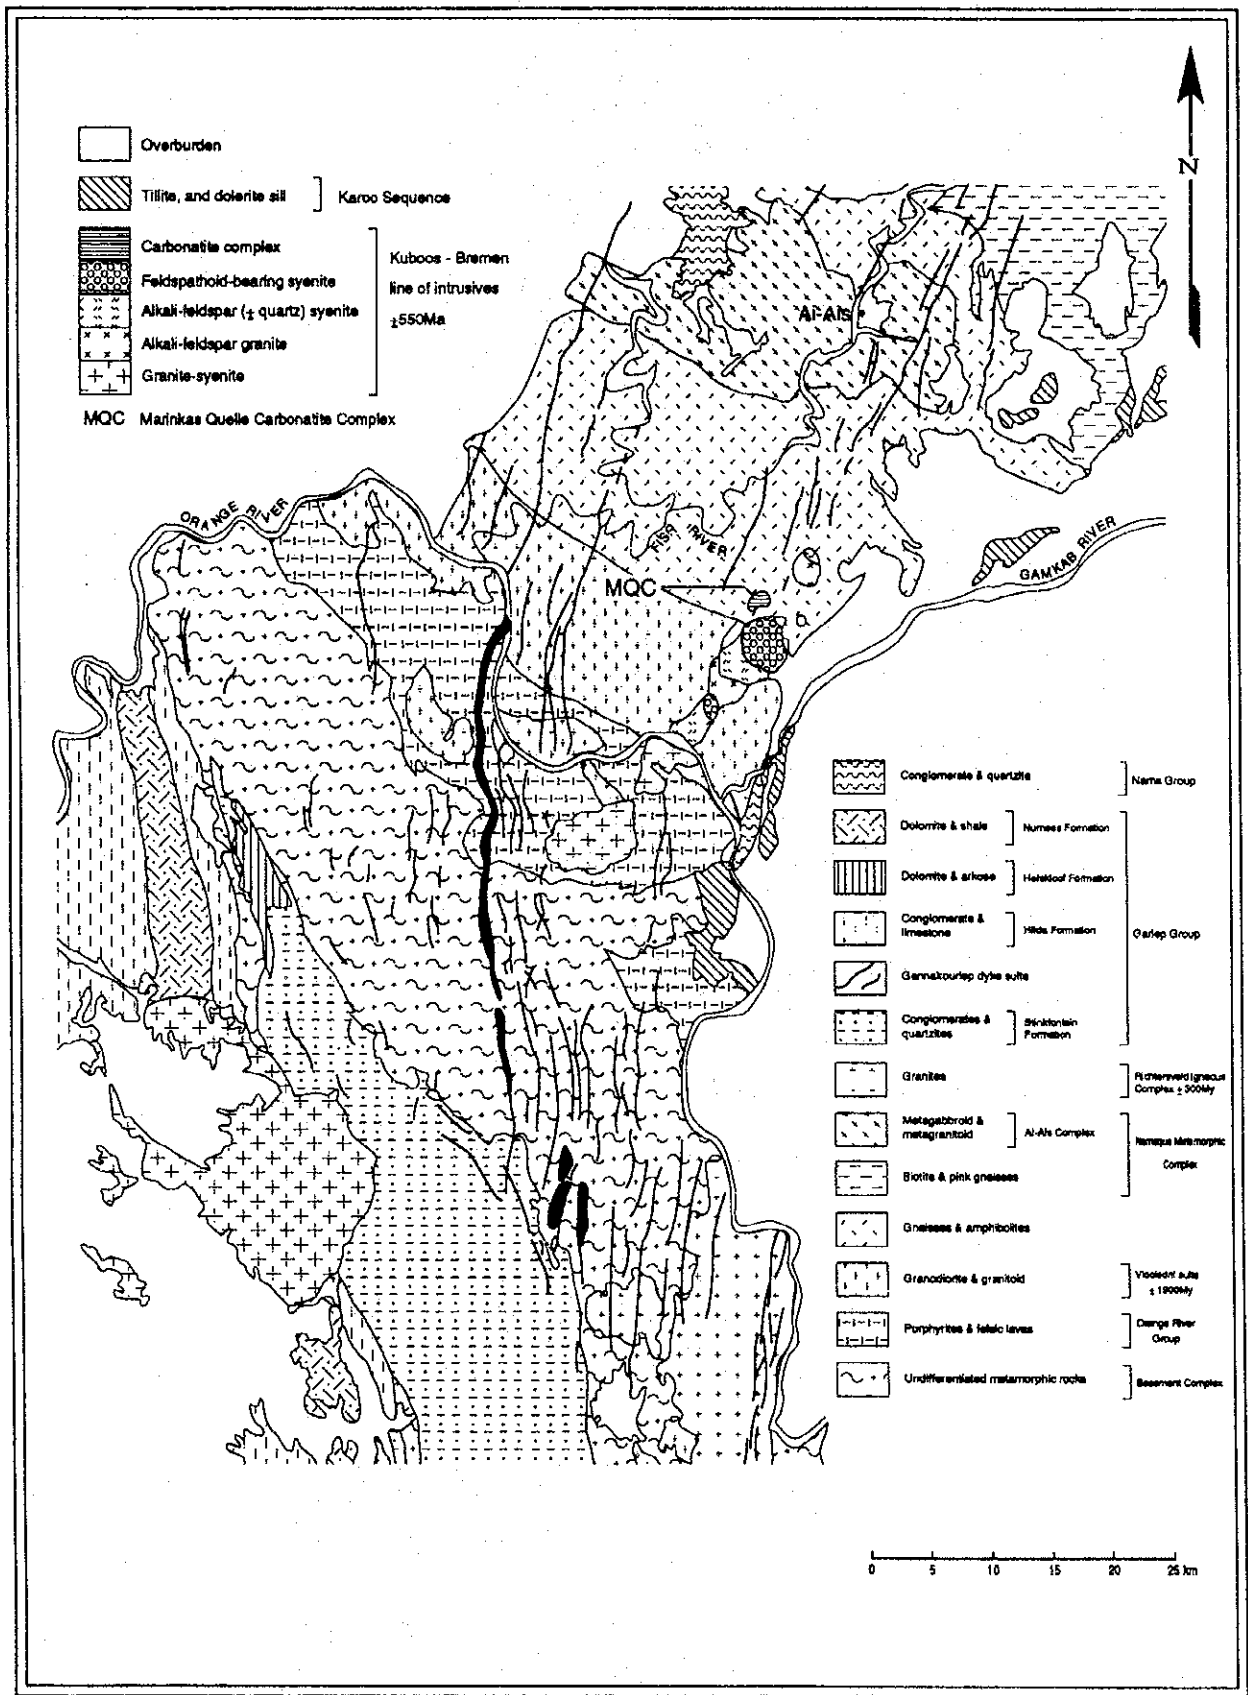 N
Overburden
Tillite, and dolerite sill
Karoo Sequence
Carbonatite complex
Feldspathoid-bearing syenite
Alkali-feldspar (± quartz) syenite
Alkali-feldspar granite
Granite-syenite
Kuboos - Bremen
line of intrusives
±550Ma
MQC Marinkas Quelle Carbonatite Complex
Ai-Ais
ORANGE RIVER
FISH RIVER
GAMKAB RIVER
MQC
Conglomerate & quartzite
Nama Group
Dolomite & shale
Numees Formation
Dolomite & arkose
Formation
Conglomerate &
limestone
Hilda Formation
Gariep Group
Gannakouriep dyke suite
Conglomerates &
quartzites
Stinkfontein
Formation
Granites
Richtersveld Igneous
Complex ±
Metagabbroid &
metagranitoid
Ai-Ais Complex
Namaqua Metamorphic
Complex
Biotite & pink gneisses
Gneisses & amphibolites
Granodiorite & granitoid
Vioolsdrif suite
± 1900My
Porphyrites & felsic lavas
Orange River
Group
Undifferentiated metamorphic rocks
Basement Complex
0 5 10 15 20 25 km